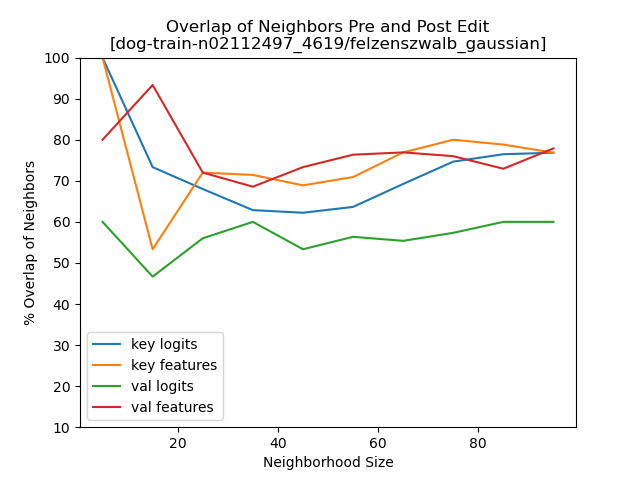 Overlap of Neighbors Pre and Post Edit
[dog-train-n02112497_4619/felzenszwalb_gaussian]
% Overlap of Neighbors
100
90
80
70
60
50
40
30
20
10
key logits
key features
val logits
val features
20
40
60
80
Neighborhood Size